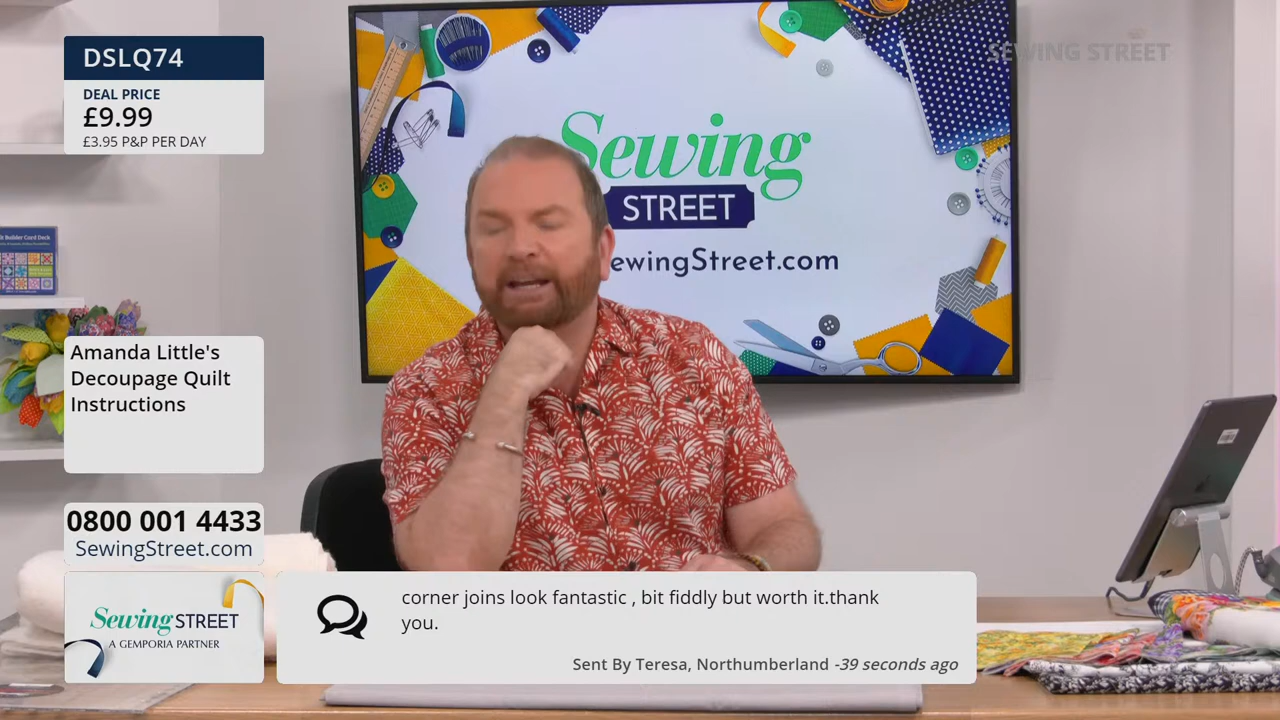 DSLQ74
DEAL PRICE
£9.99
£3.95 P&P PER DAY
SEWING STREET
Sewing
STREET
ewingStreet.com
Amanda Little's
Decoupage Quilt
Instructions
0800 001 4433
SewingStreet.com
Sewing STREET
A GEMPORIA PARTNER
corner joins look fantastic , bit fiddly but worth it.thank
you.
Sent By Teresa, Northumberland -39 seconds ago